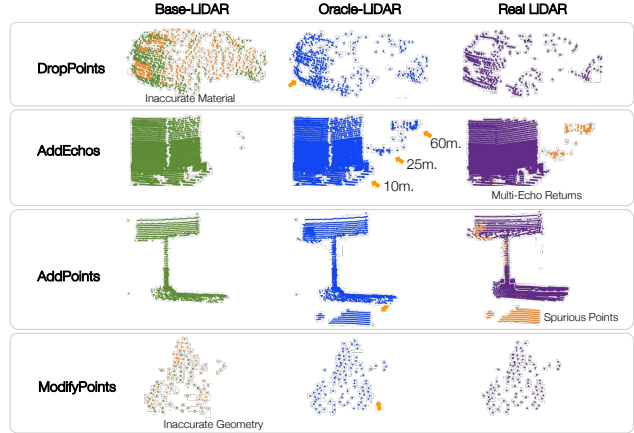 Base-LiDAR Oracle-LiDAR Real LiDAR
DropPoints
Inaccurate Material
AddEchos
60m.
25m.
10m.
Multi-Echo Returns
AddPoints
Spurious Points
ModifyPoints
Inaccurate Geometry